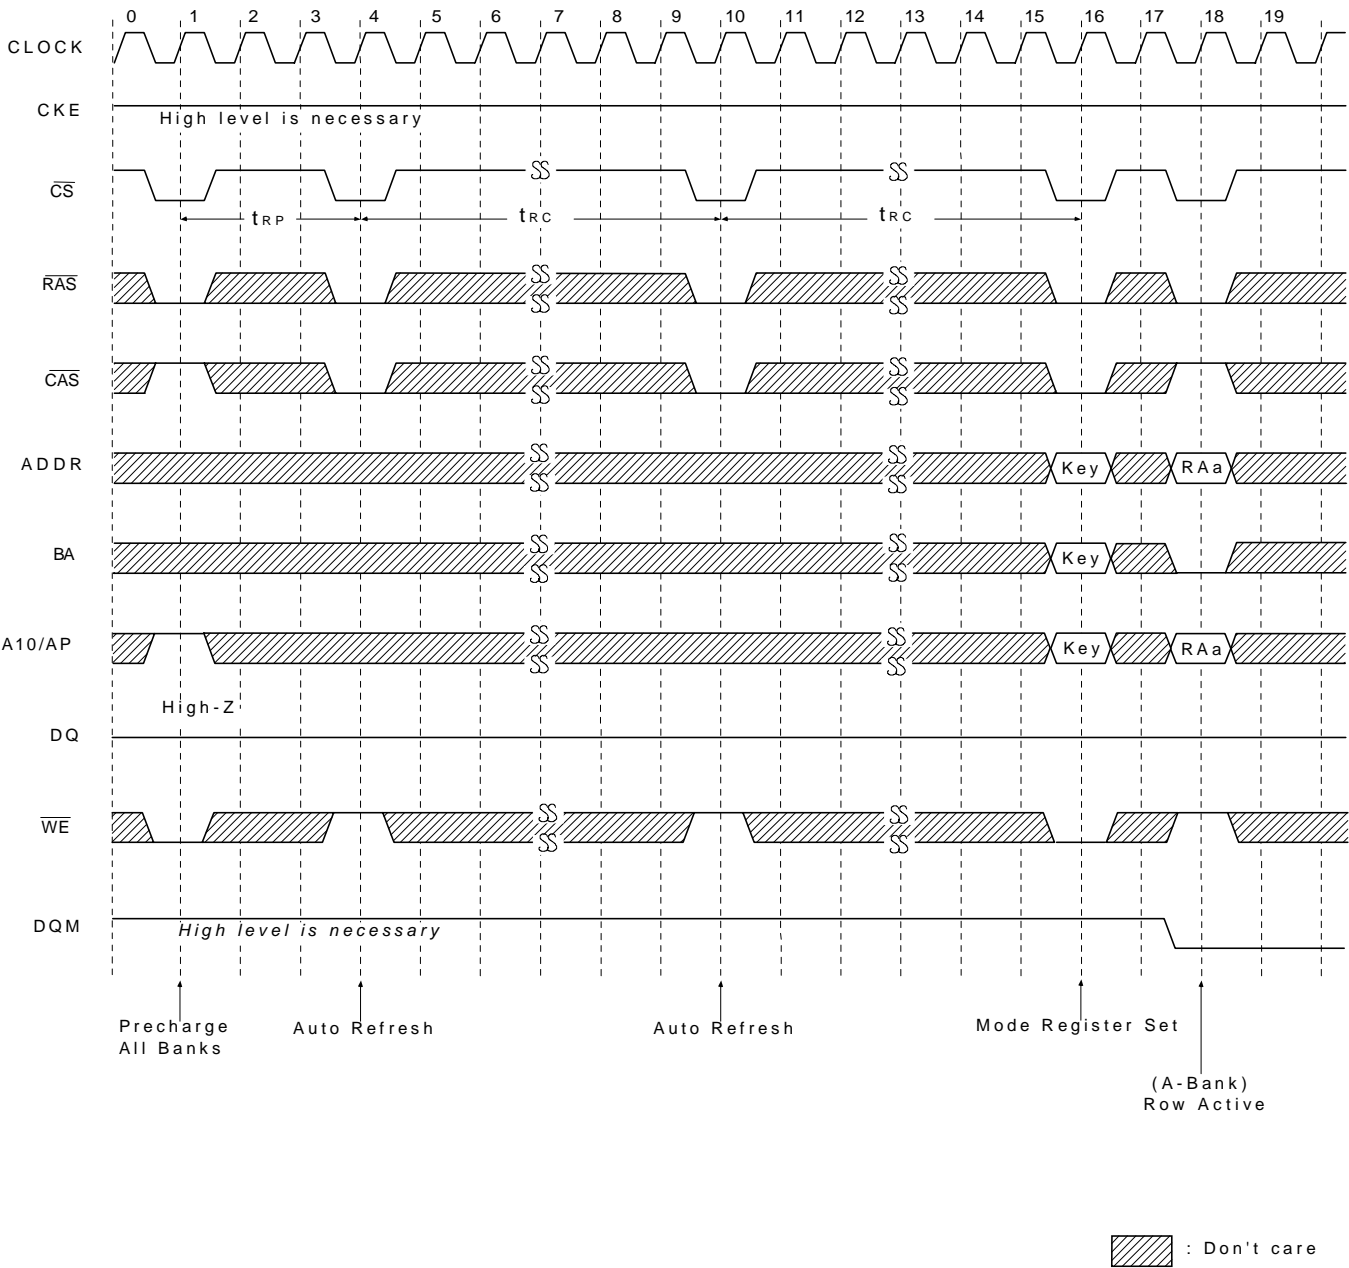 0 1 2 3 4 5 6 7 8 9 10 11 12 13 14 15 16 17 18 19
CLOCK
CKE
High level is necessary
CS
tRP tRC tRC
RAS
CAS
ADDR Key RAa
BA Key
A10/AP Key RAa
High-Z
DQ
WE
DQM
High level is necessary
Precharge
All Banks
Auto Refresh
Auto Refresh
Mode Register Set
(A-Bank)
Row Active
: Don't care